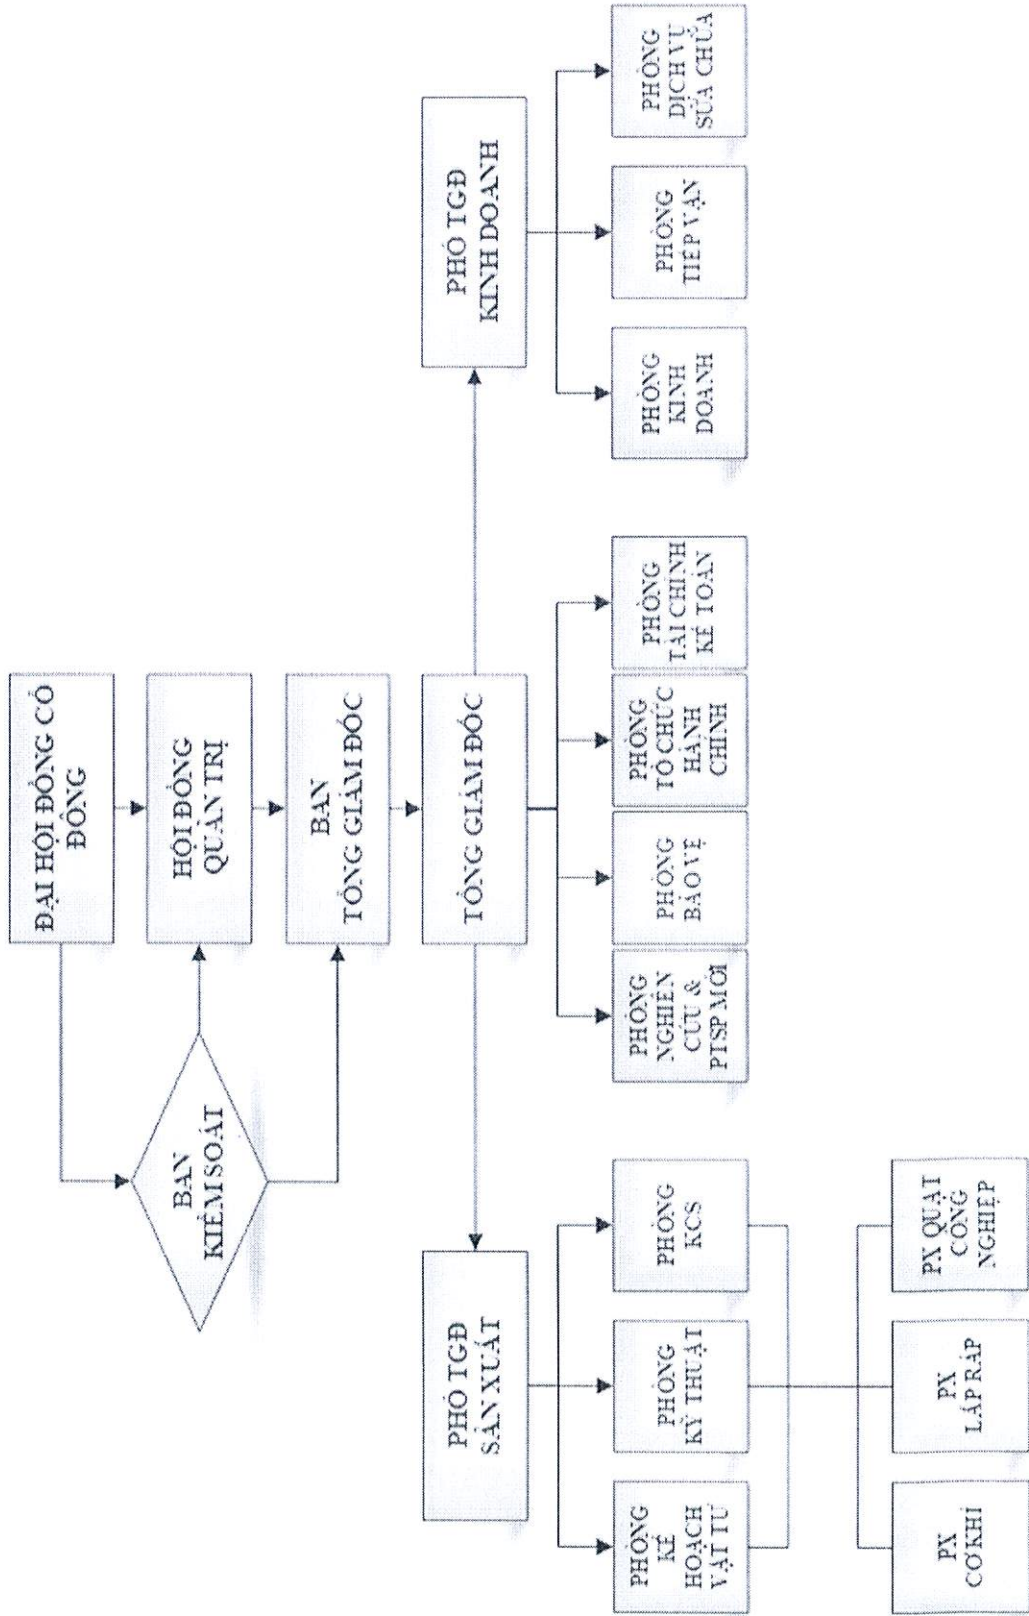 ĐẠI HỘI ĐỒNG CỔ
ĐÔNG
HỘI ĐỒNG
QUẢN TRỊ
BAN
KIỂM SOÁT
BAN
TỔNG GIÁM ĐỐC
TỔNG GIÁM ĐỐC
PHÓ TGĐ
SẢN XUẤT
PHÓ TGĐ
KINH DOANH
PHÒNG
KẾ
HOẠCH
VẬT TƯ
PHÒNG
KỸ THUẬT
PHÒNG
KCS
PHÒNG
NGHIÊN
CỨU &
PTSP MỚI
PHÒNG
BẢO VỆ
PHÒNG
TỔ CHỨC
HÀNH
CHÍNH
PHÒNG
TÀI CHÍNH
KẾ TOÁN
PHÒNG
KINH
DOANH
PHÒNG
TIẾP VẬN
PHÒNG
DỊCH VỤ
SỬA CHỮA
PX
CƠ KHÍ
PX
LẮP RÁP
PX QUẠT
CÔNG
NGHIỆP